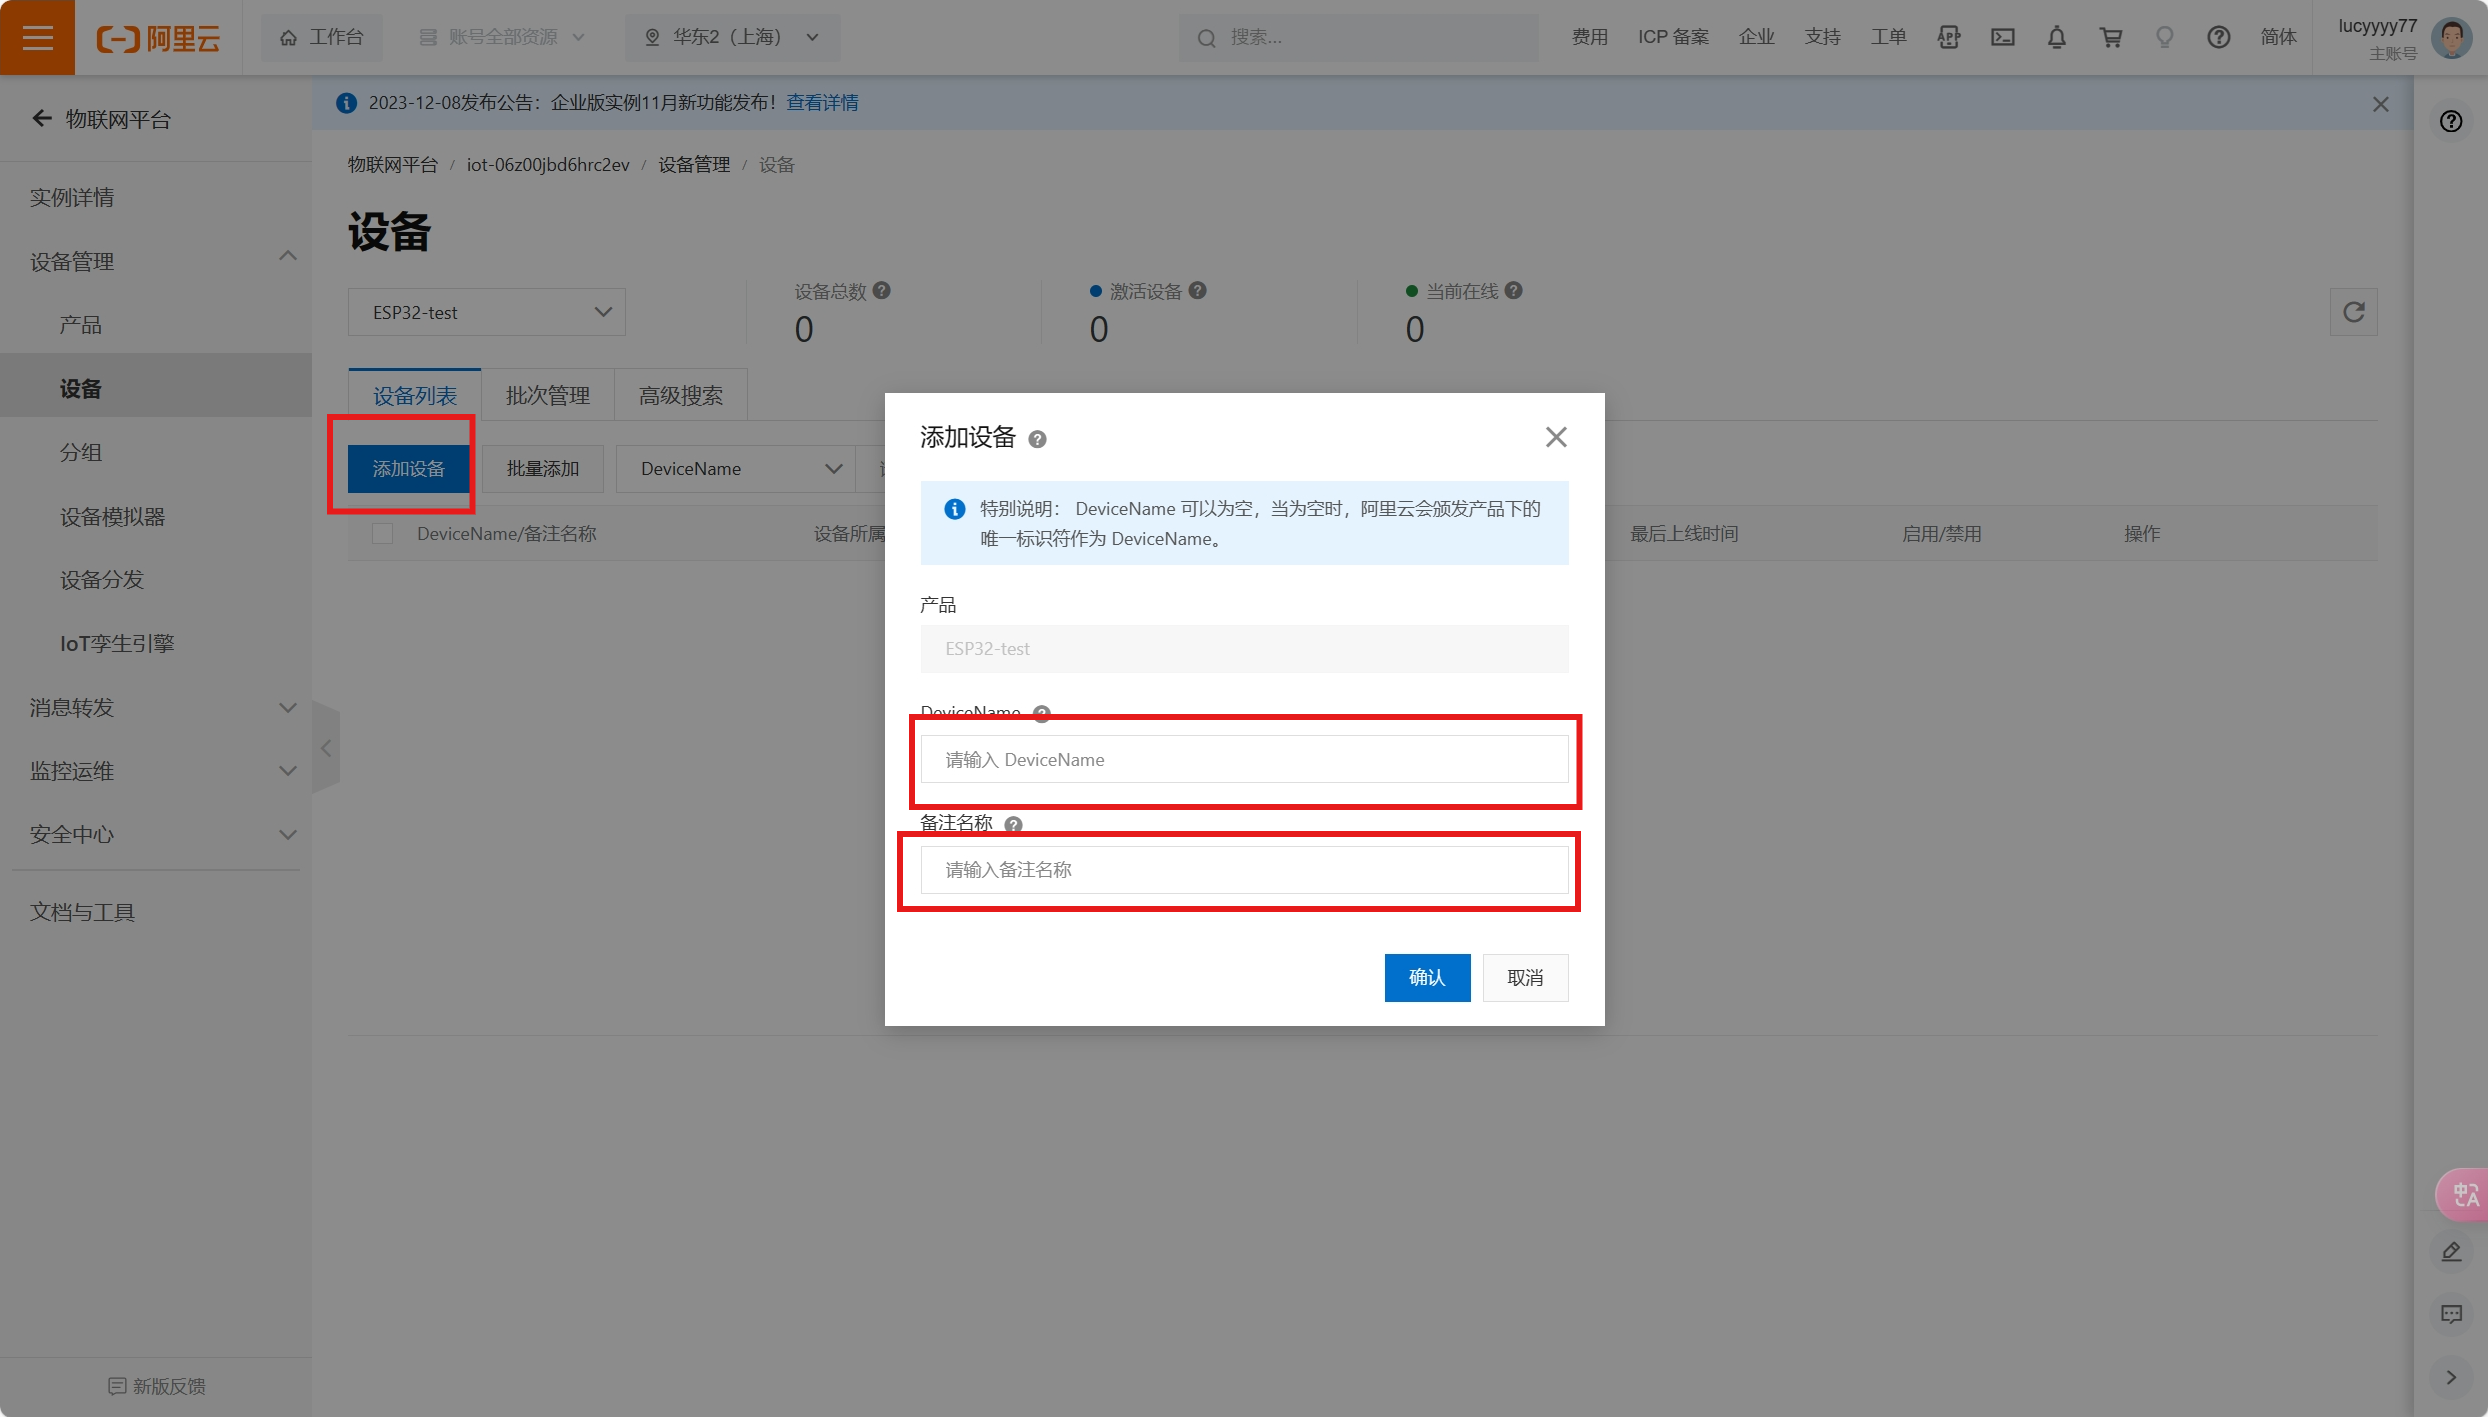 阿里云
工作台
账号全部资源
华东2（上海）
搜索...
费用
ICP 备案
企业
支持
工单
APP
简体
lucyyyy77
主账号
物联网平台
2023-12-08发布公告：企业版实例11月新功能发布！查看详情
物联网平台 / iot-06z00jbd6hrc2ev / 设备管理 / 设备
实例详情
设备管理
产品
设备
分组
设备模拟器
设备分发
IoT孪生引擎
消息转发
监控运维
安全中心
文档与工具
新版反馈
设备
ESP32-test
设备总数
0
激活设备
0
当前在线
0
设备列表
批次管理
高级搜索
添加设备
批量添加
DeviceName
DeviceName/备注名称
设备所属
最后上线时间
启用/禁用
操作
添加设备
特别说明： DeviceName 可以为空，当为空时，阿里云会颁发产品下的
唯一标识符作为 DeviceName。
产品
ESP32-test
DeviceName
请输入 DeviceName
备注名称
请输入备注名称
确认
取消
中A